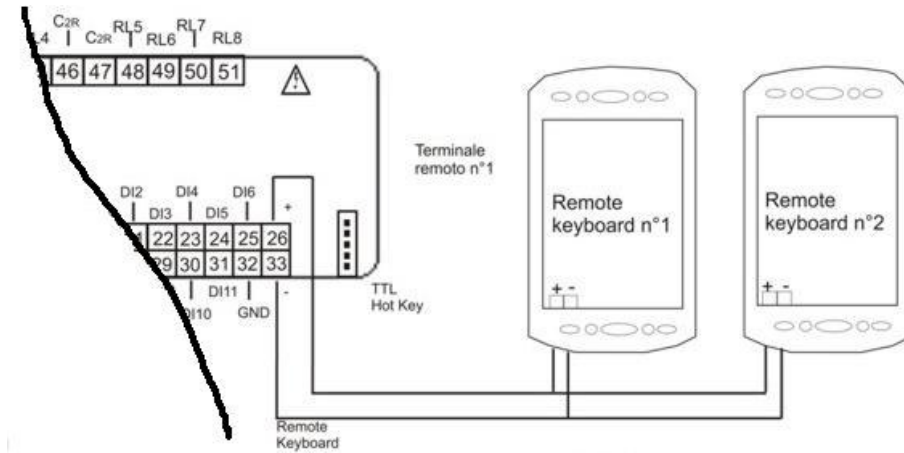 C2R RL5 RL7
C2R RL6 RL8
46 47 48 49 50 51
Terminale
remoto n°1
DI2 DI4 DI6 +
DI3 DI5
22 23 24 25 26
29 30 31 32 33
DI11 -
DI10 GND
TTL
Hot Key
Remote
Keyboard
Remote
keyboard n°1
+ -
Remote
keyboard n°2
+ -